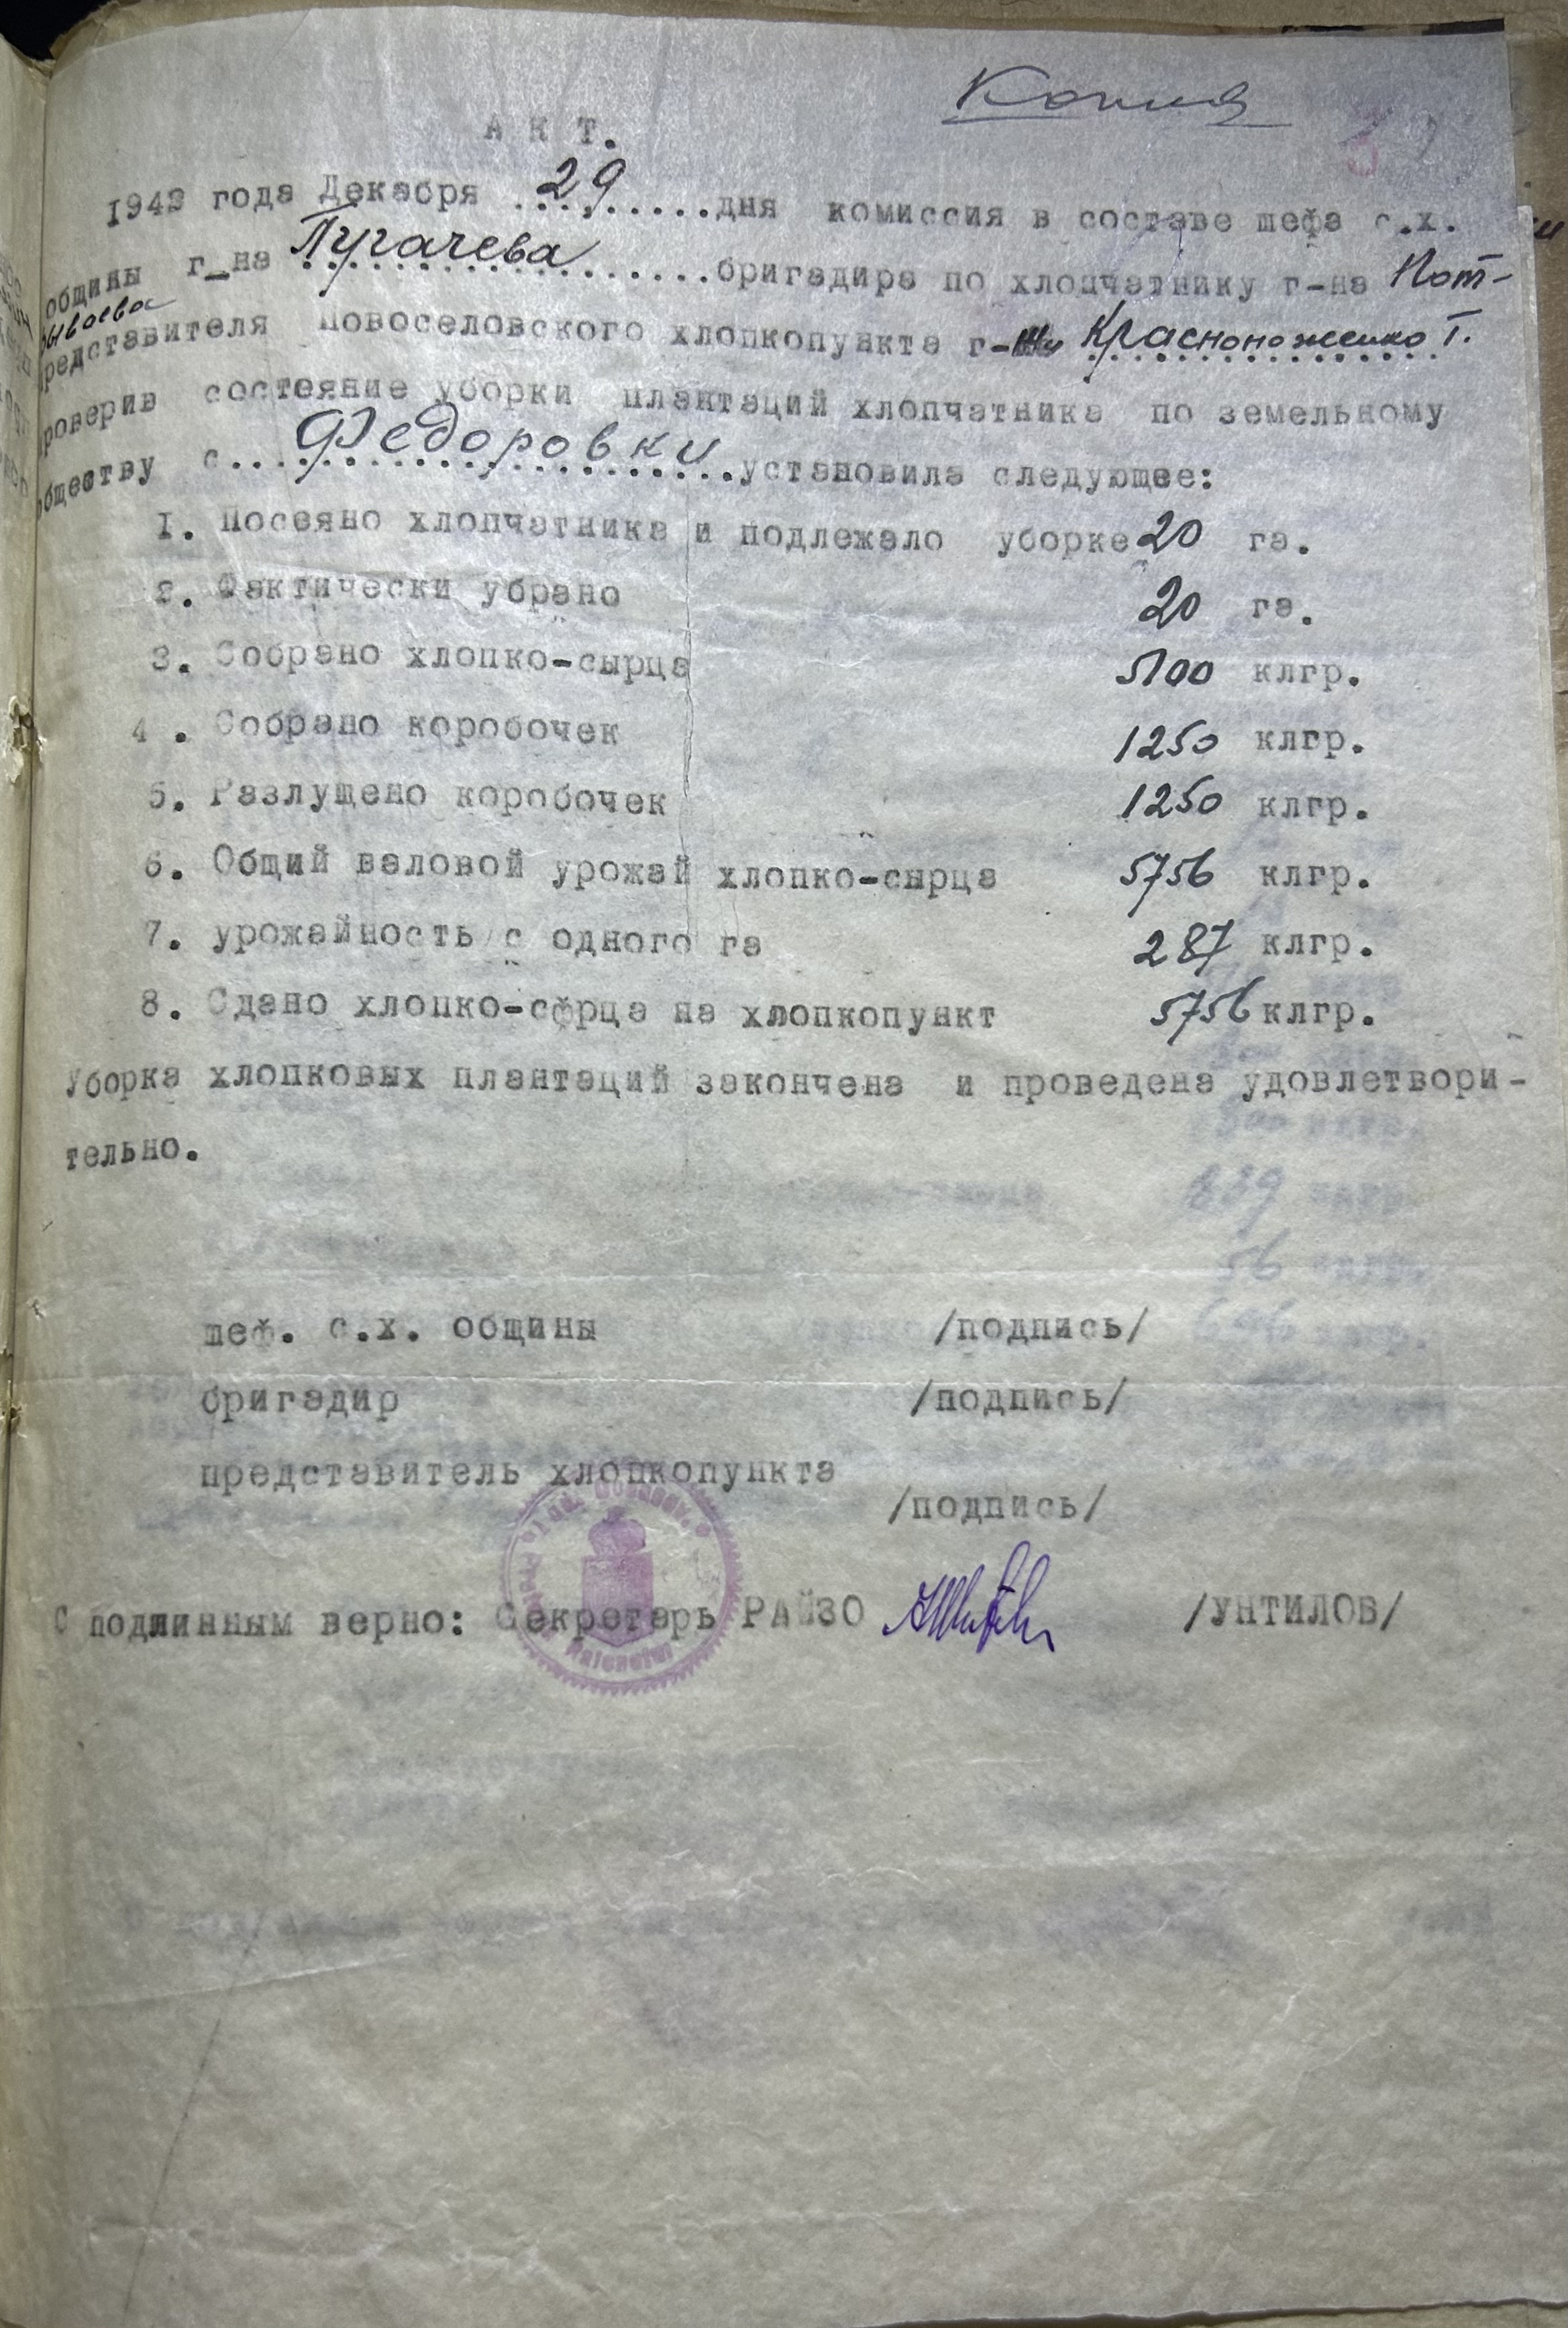 Копия
А К Т.
1942 года Декабря ..29.......дня комиссия в составе шефа с.х.
общины г_на Пугачева.........бригадира по хлопчатнику г-на Пот-
представителя Новоселовского хлопкопункта г- Красноноженко Т.
проверив состояние уборки плантаций хлопчатника по земельному
обществу с....Федоровки....установила следующее:
1. Посеяно хлопчатника и подлежало уборке 20 га.
2. Фактически убрано 20 га.
3. Собрано хлопко-сырца 5100 клгр.
4 . Собрано коробочек 1250 клгр.
5. Разлущено коробочек 1250 клгр.
6. Общий валовой урожай хлопко-сырца 5756 клгр.
7. урожайность с одного га 287 клгр.
8. Сдано хлопко-сырца на хлопкопункт 5756 клгр.
Уборка хлопковых плантаций закончена и проведена удовлетвори-
тельно.
шеф. с.х. общины /подпись/
бригадир /подпись/
представитель хлопкопункта
/подпись/
С подлинным верно: Секретарь РАЙЗО /УНТИЛОВ/